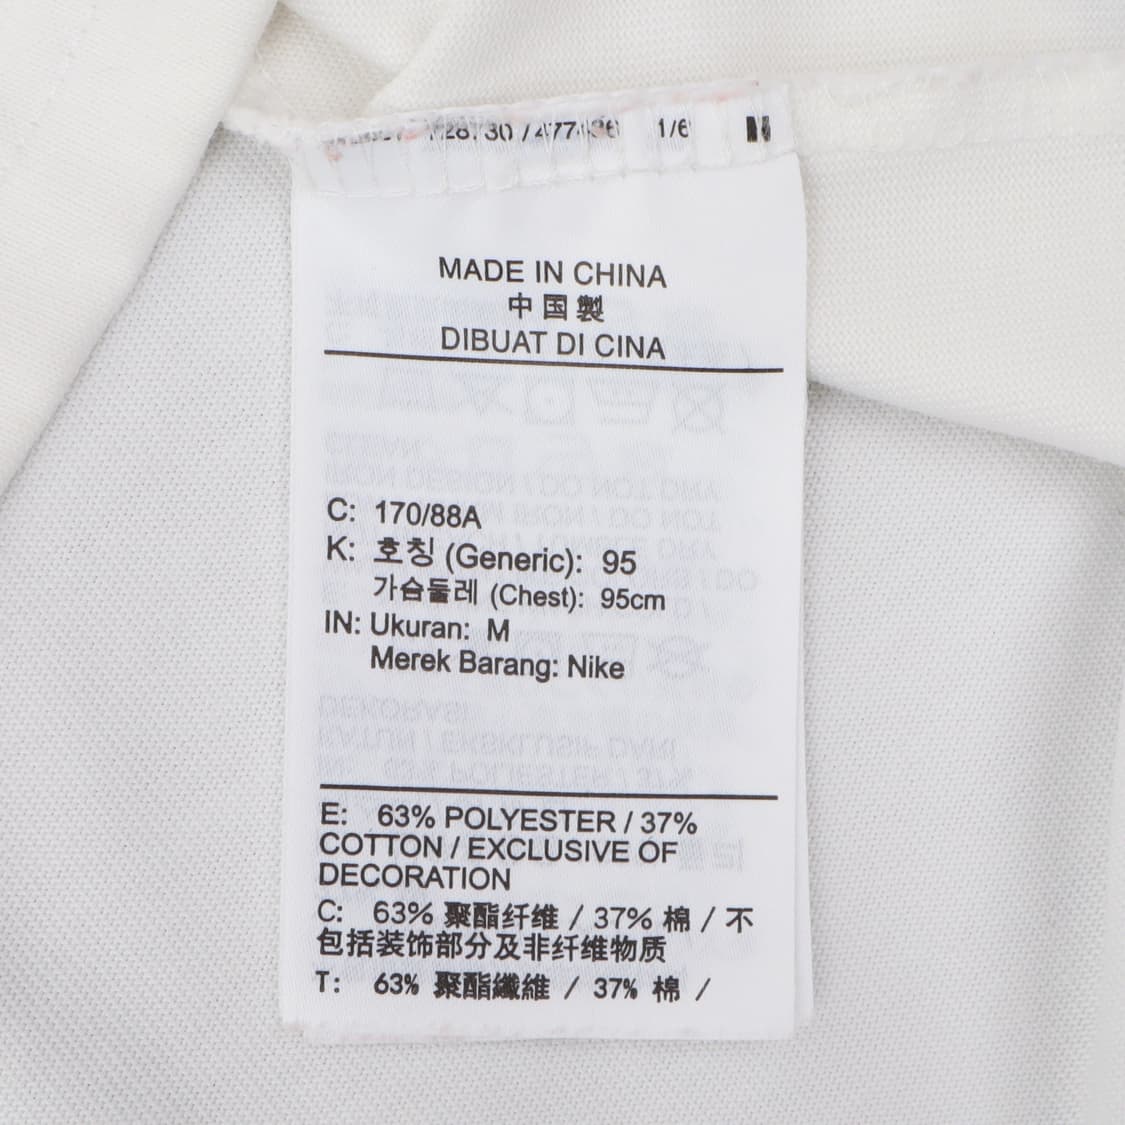 1/6
MADE IN CHINA
中国製
DIBUAT DI CINA
C: 170/88A
K: 호칭 (Generic): 95
가슴둘레 (Chest): 95cm
IN: Ukuran: M
Merek Barang: Nike
E: 63% POLYESTER / 37%
COTTON / EXCLUSIVE OF
DECORATION
C: 63% 聚酯纤维 / 37% 棉 / 不
包括装饰部分及非纤维物质
T: 63% 聚酯纖維 / 37% 棉 /